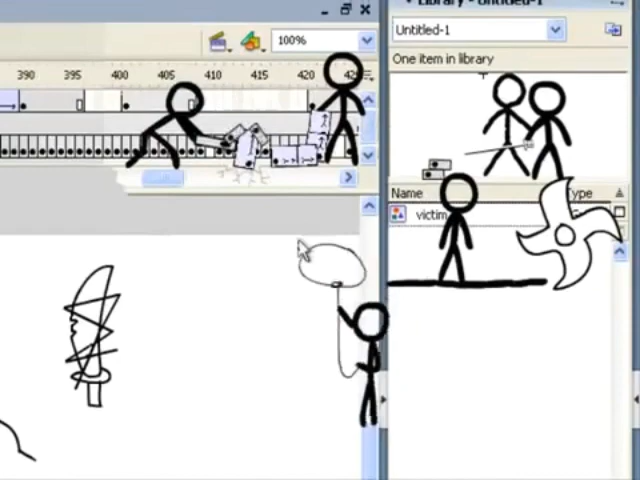 Library - Untitled-1
Untitled-1
100%
One item in library
390 395 400 405 410 415 420
Name Type
victim